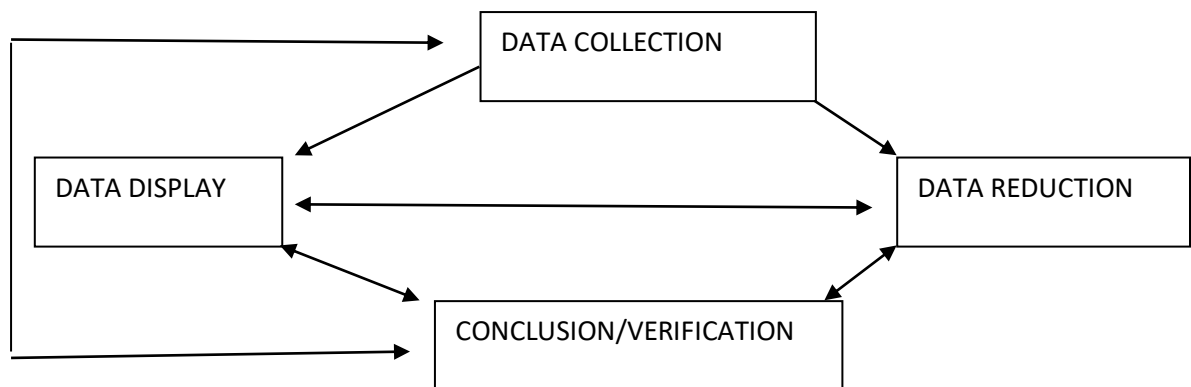 DATA COLLECTION
DATA DISPLAY
DATA REDUCTION
CONCLUSION/VERIFICATION